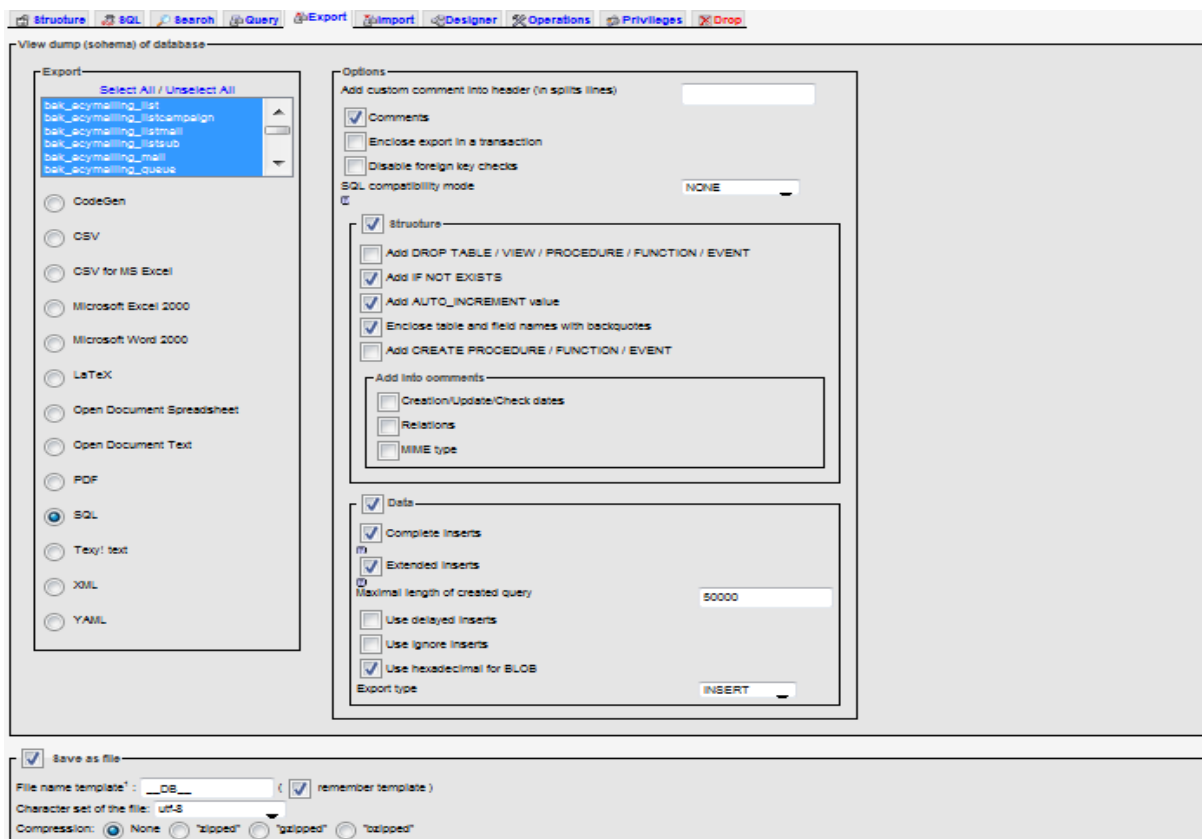 Structure SQL Search Query Export Import Designer Operations Privileges Drop
View dump (schema) of database
Export
Select All / Unselect All
bak_acymailing_list
bak_acymailing_listcampaign
bak_acymailing_listmail
bak_acymailing_listsub
bak_acymailing_mail
bak_acymailing_queue
CodeGen
CSV
CSV for MS Excel
Microsoft Excel 2000
Microsoft Word 2000
LaTeX
Open Document Spreadsheet
Open Document Text
PDF
SQL
Texy! text
XML
YAML
Options
Add custom comment into header (\n splits lines)
Comments
Enclose export in a transaction
Disable foreign key checks
SQL compatibility mode NONE
Structure
Add DROP TABLE / VIEW / PROCEDURE / FUNCTION / EVENT
Add IF NOT EXISTS
Add AUTO_INCREMENT value
Enclose table and field names with backquotes
Add CREATE PROCEDURE / FUNCTION / EVENT
Add into comments
Creation/Update/Check dates
Relations
MIME type
Data
Complete inserts
Extended inserts
Maximal length of created query 50000
Use delayed inserts
Use ignore inserts
Use hexadecimal for BLOB
Export type INSERT
Save as file
File name template¹ : __DB__ ( remember template )
Character set of the file: utf-8
Compression: None "zipped" "gzipped" "bzipped"